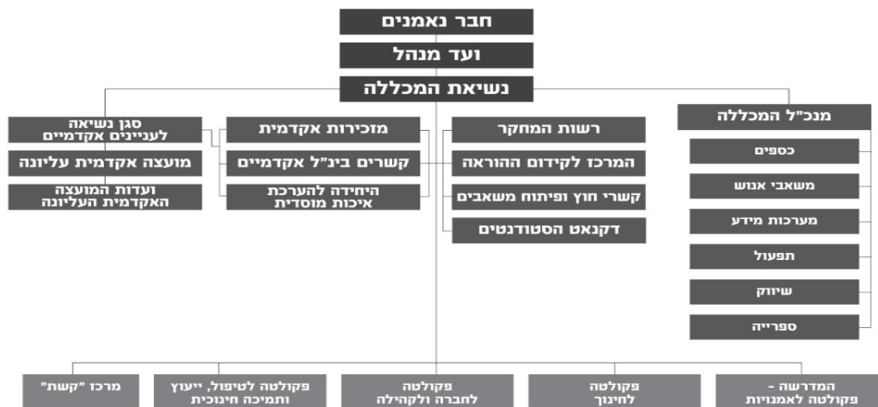 חבר נאמנים
ועד מנהל
נשיאת המכללה
מנכ"ל המכללה
כספים
משאבי אנוש
מערכות מידע
תפעול
שיווק
ספרייה
רשות המחקר
המרכז לקידום ההוראה
קשרי חוץ ופיתוח משאבים
דקנאט הסטודנטים
מזכירות אקדמית
קשרים בינ"ל אקדמיים
היחידה להערכת
איכות מוסדית
סגן נשיאה
לעניינים אקדמיים
מועצה אקדמית עליונה
ועדות המועצה
האקדמית העליונה
המדרשה -
פקולטה לאמנויות
פקולטה
לחינוך
פקולטה
לחברה ולקהילה
פקולטה לטיפול, ייעוץ
ותמיכה חינוכית
מרכז "קשת"